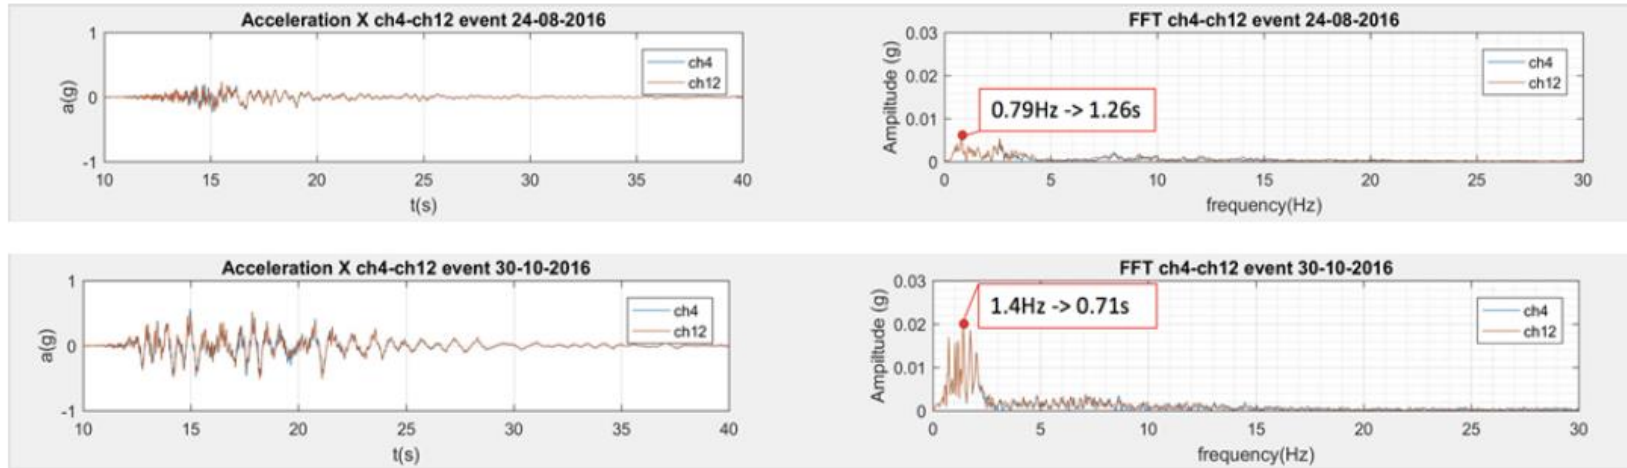 Acceleration X ch4-ch12 event 24-08-2016
1
0
-1
a(g)
ch4
ch12
10 15 20 25 30 35 40
t(s)
FFT ch4-ch12 event 24-08-2016
0.03
0.02
0.01
0
Ampiltude (g)
0.79Hz -> 1.26s
ch4
ch12
0 5 10 15 20 25 30
frequency(Hz)
Acceleration X ch4-ch12 event 30-10-2016
1
0
-1
a(g)
ch4
ch12
10 15 20 25 30 35 40
t(s)
FFT ch4-ch12 event 30-10-2016
0.03
0.02
0.01
0
Ampiltude (g)
1.4Hz -> 0.71s
ch4
ch12
0 5 10 15 20 25 30
frequency(Hz)